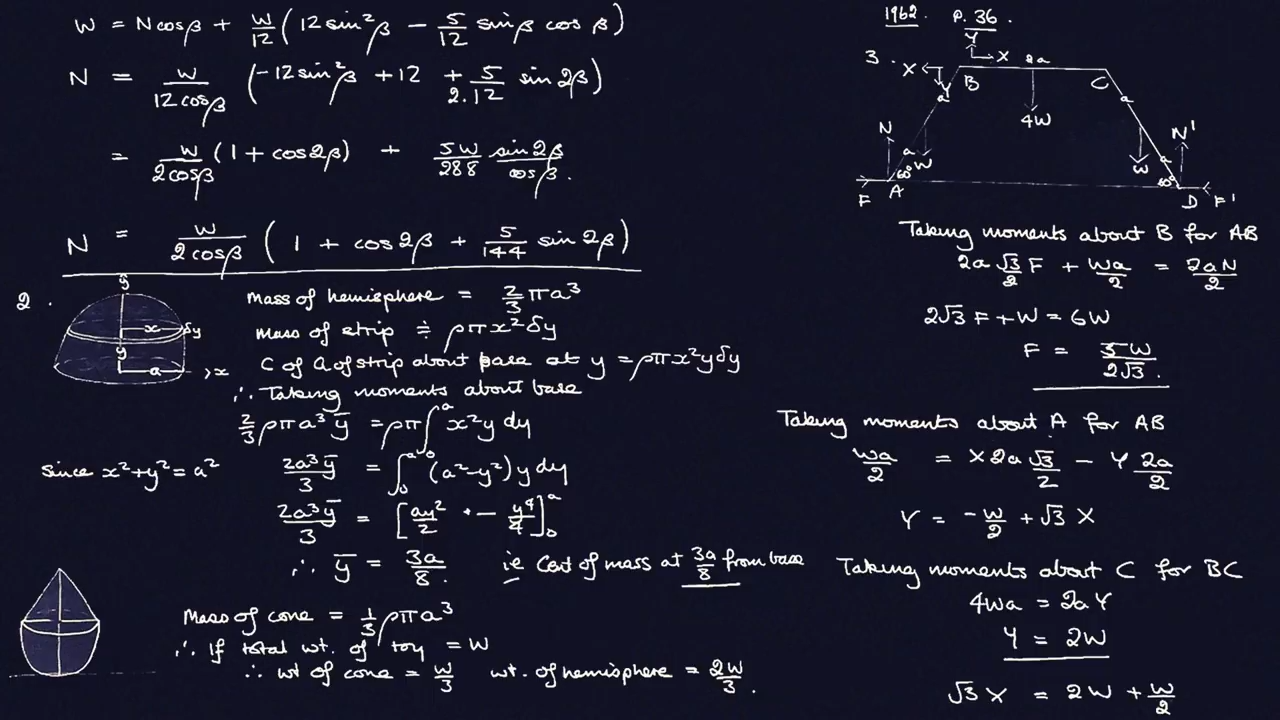 W = N cos β + W/12 (12 sin²β − 5/12 sin β cos β)
N = W/12 cos β (−12 sin²β + 12 + 5/2.12 sin 2β)
= W/2 cos β (1 + cos 2β) + 5W/288 sin 2β/cos β.
N = W/2 cos β (1 + cos 2β + 5/144 sin 2β)
2.
y
x
δy
y
a
x
Mass of hemisphere = 2/3 πa³
Mass of strip ≑ ρπx²δy
C of G of strip about base at y = ρπx²yδy
∴ Taking moments about base
2/3 ρπa³ȳ = ρπ∫₀ᵃ x²y dy
since x²+y² = a²
2a³ȳ/3 = ∫₀ᵃ (a²−y²) y dy
2a³ȳ/3 = [ay²/2 − y⁴/4]₀ᵃ
∴ ȳ = 3a/8. ie Cent of mass at 3a/8 from base
Mass of cone = 1/3 ρπa³
∴ If total wt. of toy = W
∴ wt of cone = W/3 wt. of hemisphere = 2W/3.
1962. P. 36.
3.
Y
X
X
2a
B
C
Y
a
a
4W
N
N'
a
W
W
a
60°
60°
F
A
D
F'
Taking moments about B for AB
2a √3/2 F + Wa/2 = 2aN/2
2√3 F + W = 6W
F = 5W/2√3.
Taking moments about A for AB
Wa/2 = X 2a √3/2 − Y 2a/2
Y = −W/2 + √3 X
Taking moments about C for BC
4Wa = 2aY
Y = 2W
√3 X = 2W + W/2